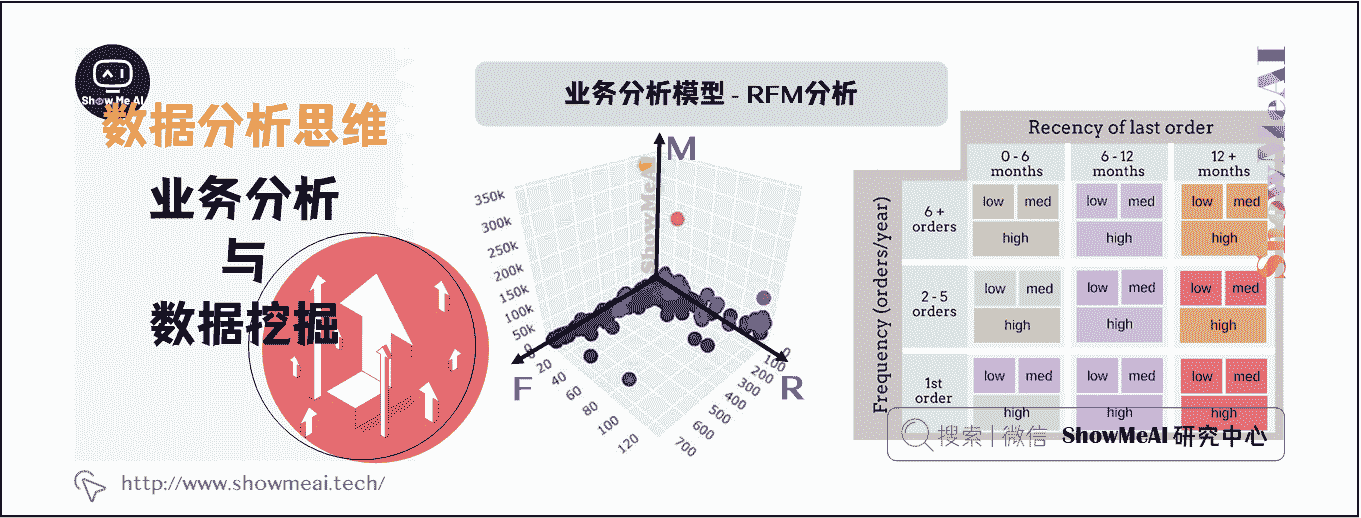 Show Me AI
数据分析思维
业务分析
与
数据挖掘
http://www.showmeai.tech/
业务分析模型 - RFM分析
M
350k
300k
250k
200k
150k
100k
50k
0
20
40
60
80
100
120
F
0
100
200
300
400
500
600
700
R
ShowMeAI
Recency of last order
0 - 6 months
6 - 12 months
12 + months
Frequency (orders/year)
6 + orders
low med low med low med
high high high
2 - 5 orders
low med low med low med
high high high
1st order
low med low med low med
high high high
ShowMeAI
搜索 | 微信 ShowMeAI 研究中心